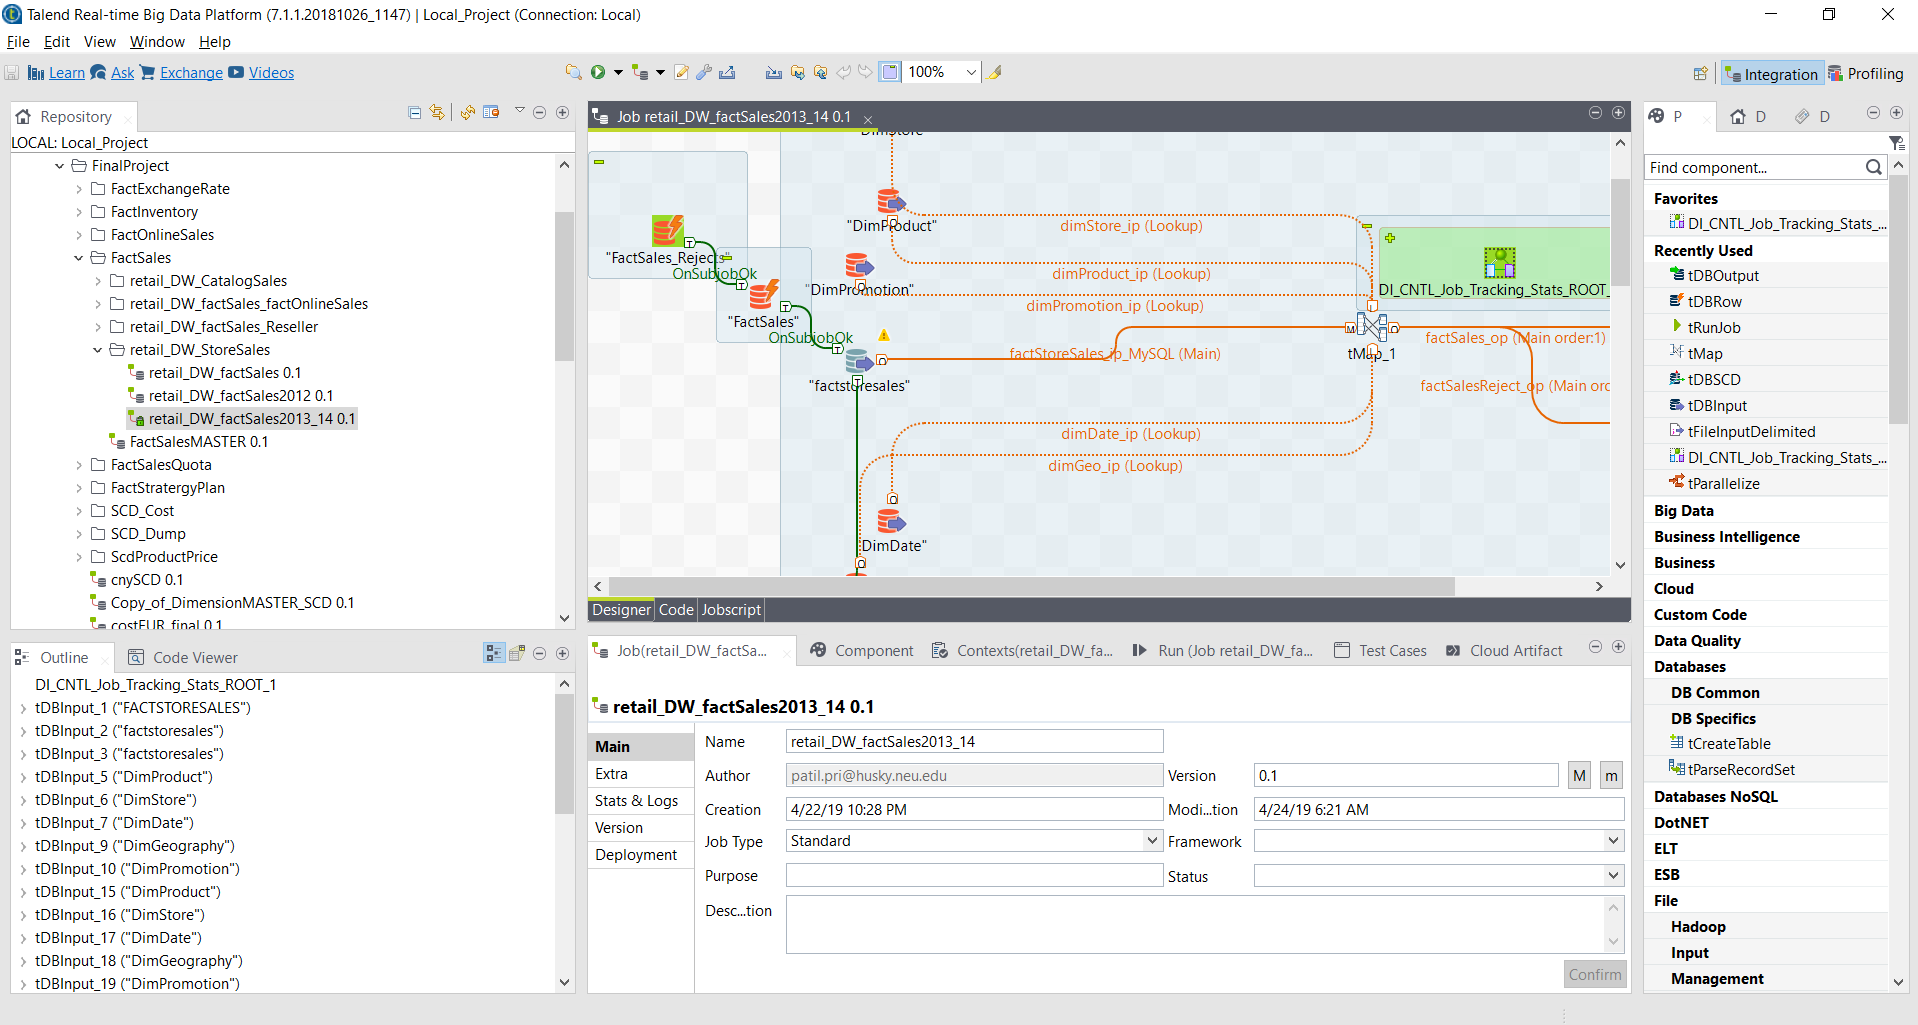 Talend Real-time Big Data Platform (7.1.1.20181026_1147) | Local_Project (Connection: Local)
File Edit View Window Help
Learn Ask Exchange Videos
100%
Integration Profiling
Repository
LOCAL: Local_Project
FinalProject
FactExchangeRate
FactInventory
FactOnlineSales
FactSales
retail_DW_CatalogSales
retail_DW_factSales_factOnlineSales
retail_DW_factSales_Reseller
retail_DW_StoreSales
retail_DW_factSales 0.1
retail_DW_factSales2012 0.1
retail_DW_factSales2013_14 0.1
FactSalesMASTER 0.1
FactSalesQuota
FactStratergyPlan
SCD_Cost
SCD_Dump
ScdProductPrice
cnySCD 0.1
Copy_of_DimensionMASTER_SCD 0.1
costEUR_final 0.1
Outline Code Viewer
DI_CNTL_Job_Tracking_Stats_ROOT_1
tDBInput_1 ("FACTSTORESALES")
tDBInput_2 ("factstoresales")
tDBInput_3 ("factstoresales")
tDBInput_5 ("DimProduct")
tDBInput_6 ("DimStore")
tDBInput_7 ("DimDate")
tDBInput_9 ("DimGeography")
tDBInput_10 ("DimPromotion")
tDBInput_15 ("DimProduct")
tDBInput_16 ("DimStore")
tDBInput_17 ("DimDate")
tDBInput_18 ("DimGeography")
tDBInput_19 ("DimPromotion")
Job retail_DW_factSales2013_14 0.1
DimStore
"DimProduct"
dimStore_ip (Lookup)
"FactSales_Rejects"
OnSubjobOk
dimProduct_ip (Lookup)
"DimPromotion"
DI_CNTL_Job_Tracking_Stats_ROOT_
dimPromotion_ip (Lookup)
"FactSales"
OnSubjobOk
factStoreSales_ip_MySQL (Main)
tMap_1
factSales_op (Main order:1)
"factstoresales"
factSalesReject_op (Main ord
dimDate_ip (Lookup)
dimGeo_ip (Lookup)
DimDate"
Designer Code Jobscript
Job(retail_DW_factSa... Component Contexts(retail_DW_fa... Run (Job retail_DW_fa... Test Cases Cloud Artifact
retail_DW_factSales2013_14 0.1
Main
Extra
Stats & Logs
Version
Deployment
Name retail_DW_factSales2013_14
Author patil.pri@husky.neu.edu Version 0.1 M m
Creation 4/22/19 10:28 PM Modi...tion 4/24/19 6:21 AM
Job Type Standard Framework
Purpose Status
Desc...tion
Confirm
P D D
Find component...
Favorites
DI_CNTL_Job_Tracking_Stats_...
Recently Used
tDBOutput
tDBRow
tRunJob
tMap
tDBSCD
tDBInput
tFileInputDelimited
DI_CNTL_Job_Tracking_Stats_...
tParallelize
Big Data
Business Intelligence
Business
Cloud
Custom Code
Data Quality
Databases
DB Common
DB Specifics
tCreateTable
tParseRecordSet
Databases NoSQL
DotNET
ELT
ESB
File
Hadoop
Input
Management